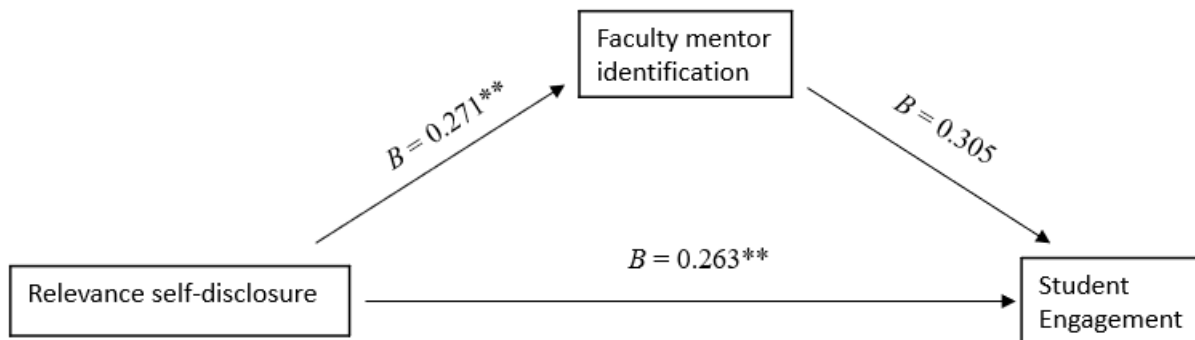 Faculty mentor
identification
B = 0.271**
B = 0.305
B = 0.263**
Relevance self-disclosure
Student
Engagement